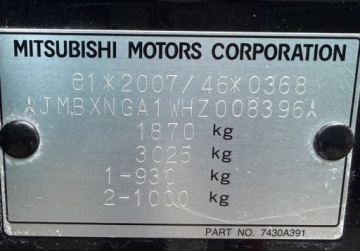 MITSUBISHI MOTORS CORPORATION
e1*2007/46*0368
*JMBXNGA1WHZ008396*
1870 kg
3025 kg
1-930 kg
2-1000 kg
PART NO. 7430A391